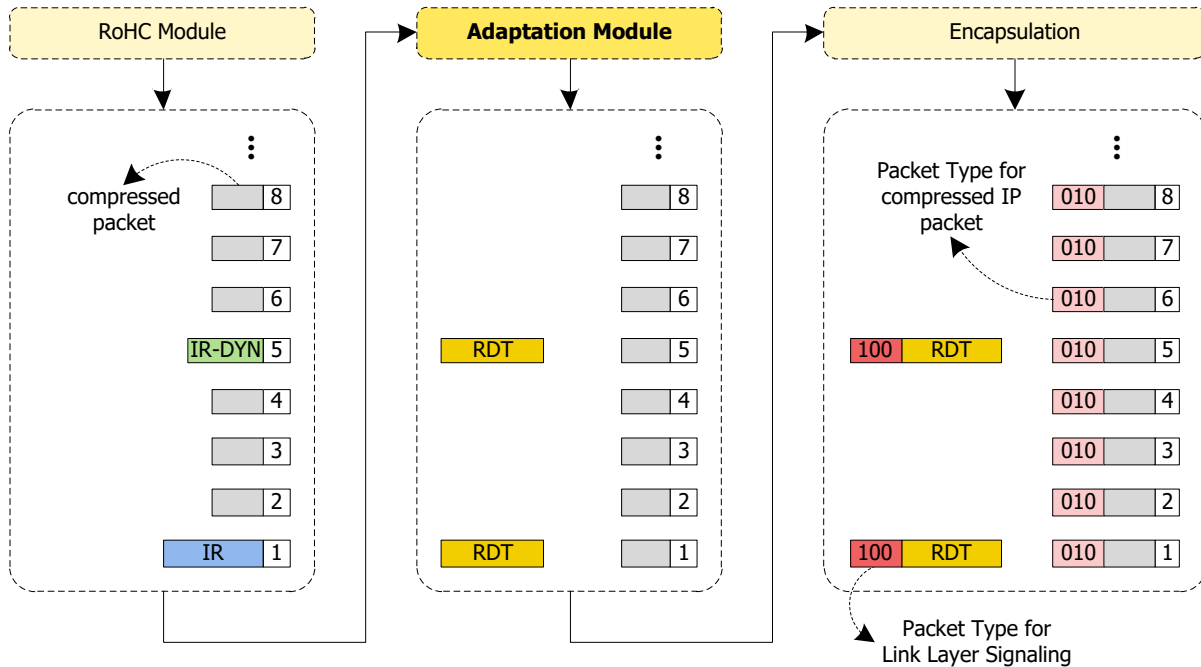 RoHC Module
Adaptation Module
Encapsulation
compressed
packet
8
7
6
IR-DYN 5
4
3
2
IR 1
8
7
6
RDT 5
4
3
2
RDT 1
Packet Type for
compressed IP
packet
010 8
010 7
010 6
100 RDT 010 5
010 4
010 3
010 2
100 RDT 010 1
Packet Type for
Link Layer Signaling